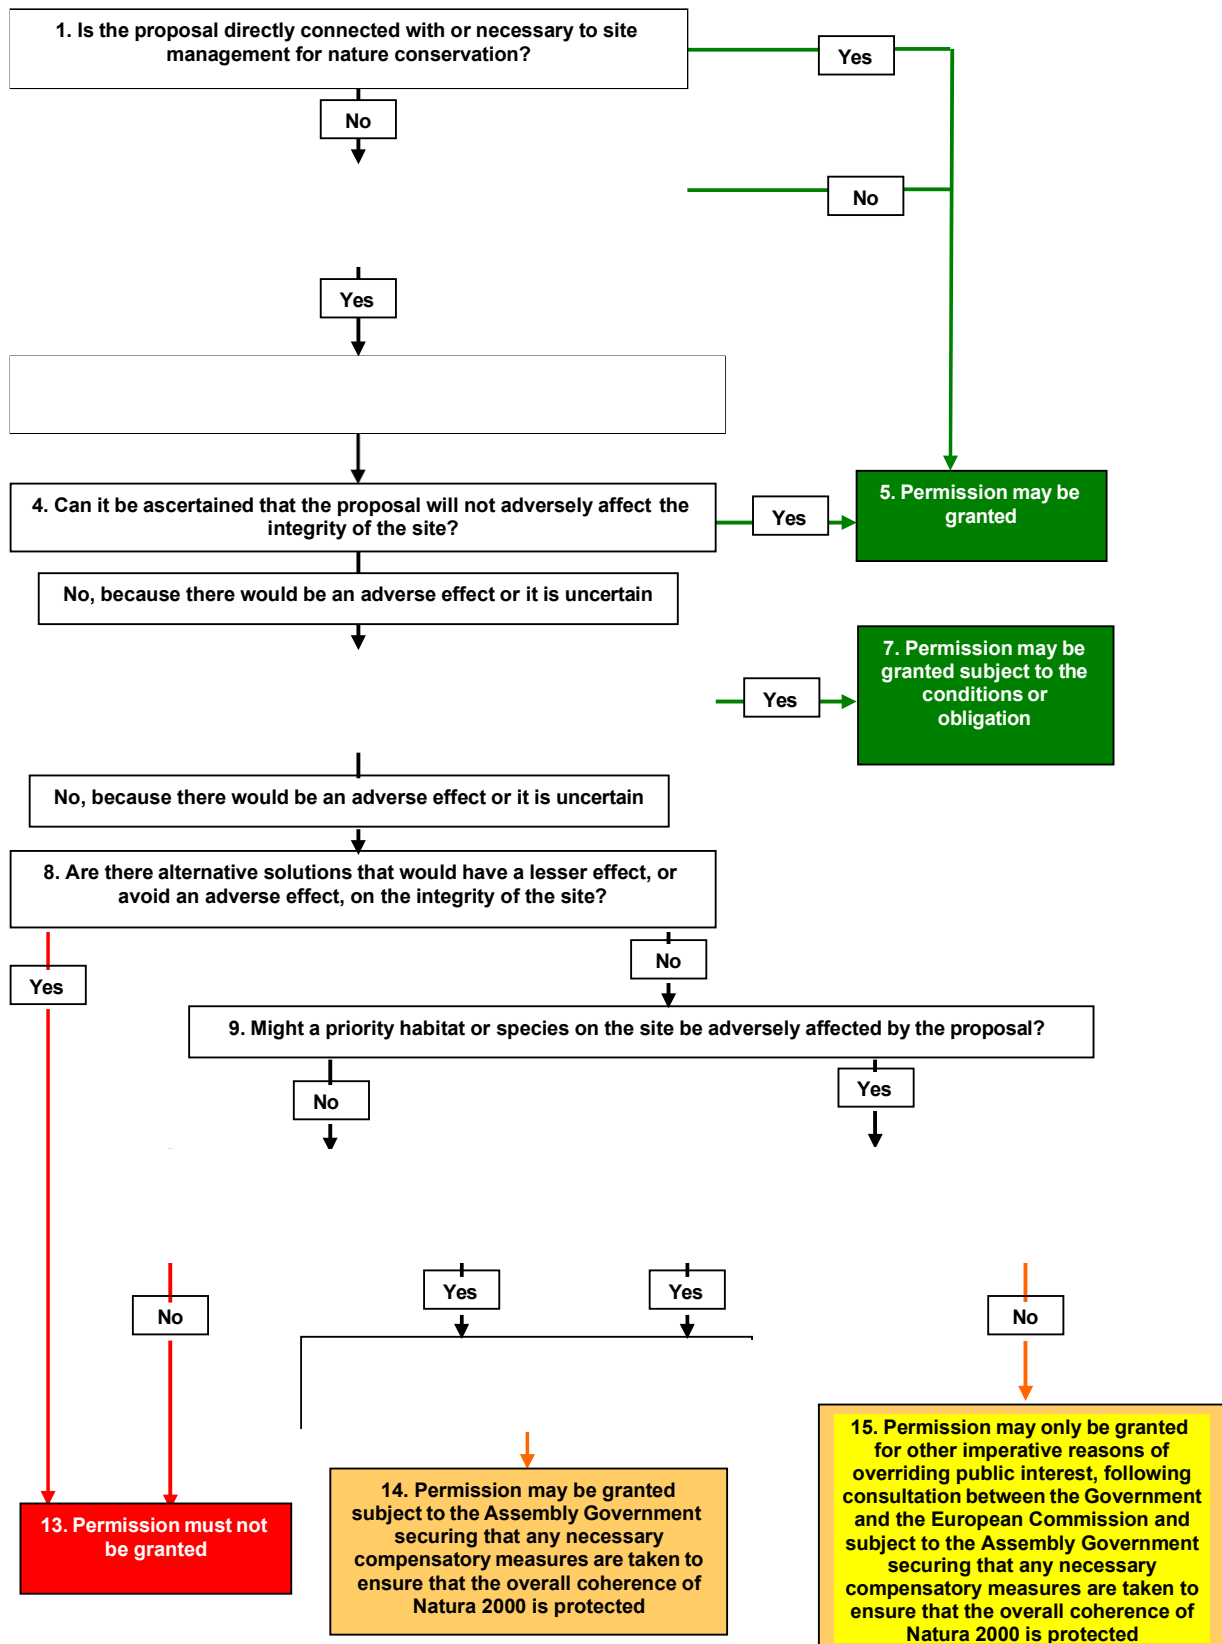 1. Is the proposal directly connected with or necessary to site
management for nature conservation?
Yes
No
No
Yes
4. Can it be ascertained that the proposal will not adversely affect the
integrity of the site?
Yes
5. Permission may be
granted
No, because there would be an adverse effect or it is uncertain
Yes
7. Permission may be
granted subject to the
conditions or
obligation
No, because there would be an adverse effect or it is uncertain
8. Are there alternative solutions that would have a lesser effect, or
avoid an adverse effect, on the integrity of the site?
Yes
No
9. Might a priority habitat or species on the site be adversely affected by the proposal?
No
Yes
No
Yes
Yes
No
13. Permission must not
be granted
14. Permission may be granted
subject to the Assembly Government
securing that any necessary
compensatory measures are taken to
ensure that the overall coherence of
Natura 2000 is protected
15. Permission may only be granted
for other imperative reasons of
overriding public interest, following
consultation between the Government
and the European Commission and
subject to the Assembly Government
securing that any necessary
compensatory measures are taken to
ensure that the overall coherence of
Natura 2000 is protected